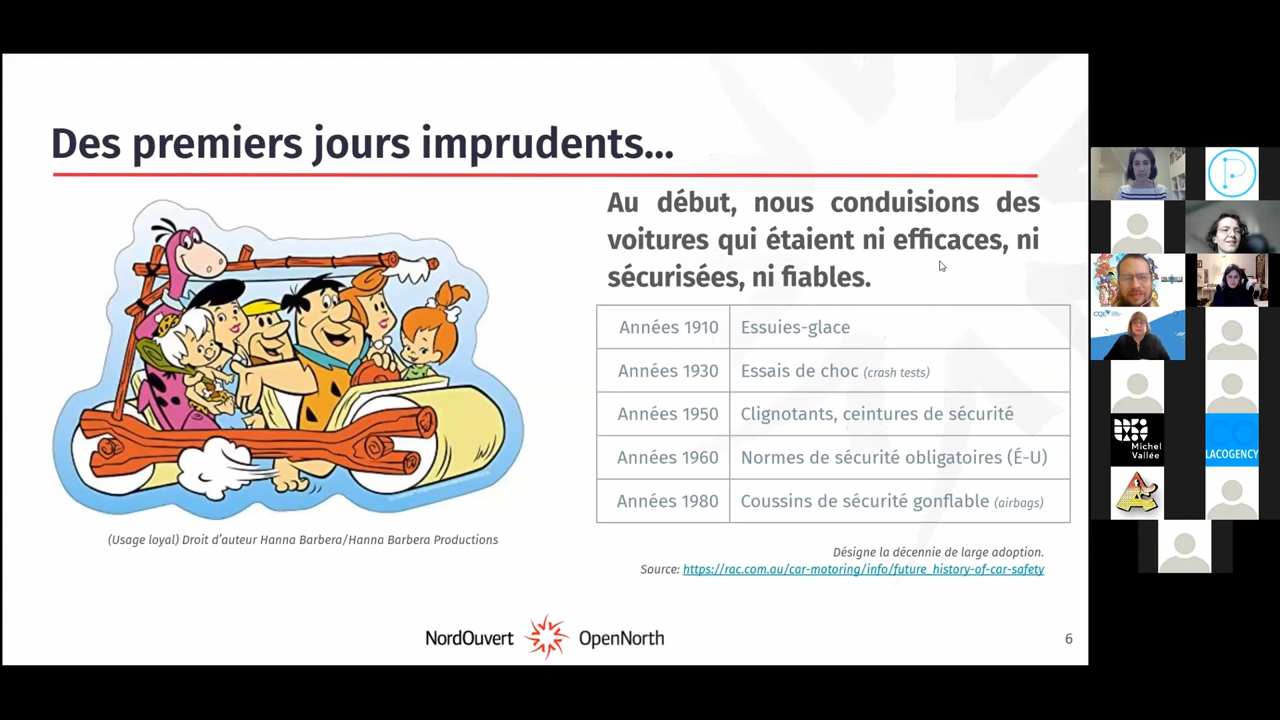 Des premiers jours imprudents...
Au début, nous conduisions des
voitures qui étaient ni efficaces, ni
sécurisées, ni fiables.
Années 1910 Essuies-glace
Années 1930 Essais de choc (crash tests)
Années 1950 Clignotants, ceintures de sécurité
Années 1960 Normes de sécurité obligatoires (É-U)
Années 1980 Coussins de sécurité gonflable (airbags)
(Usage loyal) Droit d'auteur Hanna Barbera/Hanna Barbera Productions
Désigne la décennie de large adoption.
Source: https://rac.com.au/car-motoring/info/future_history-of-car-safety
NordOuvert OpenNorth
6
Michel
Vallée
CO
LACOGENCY